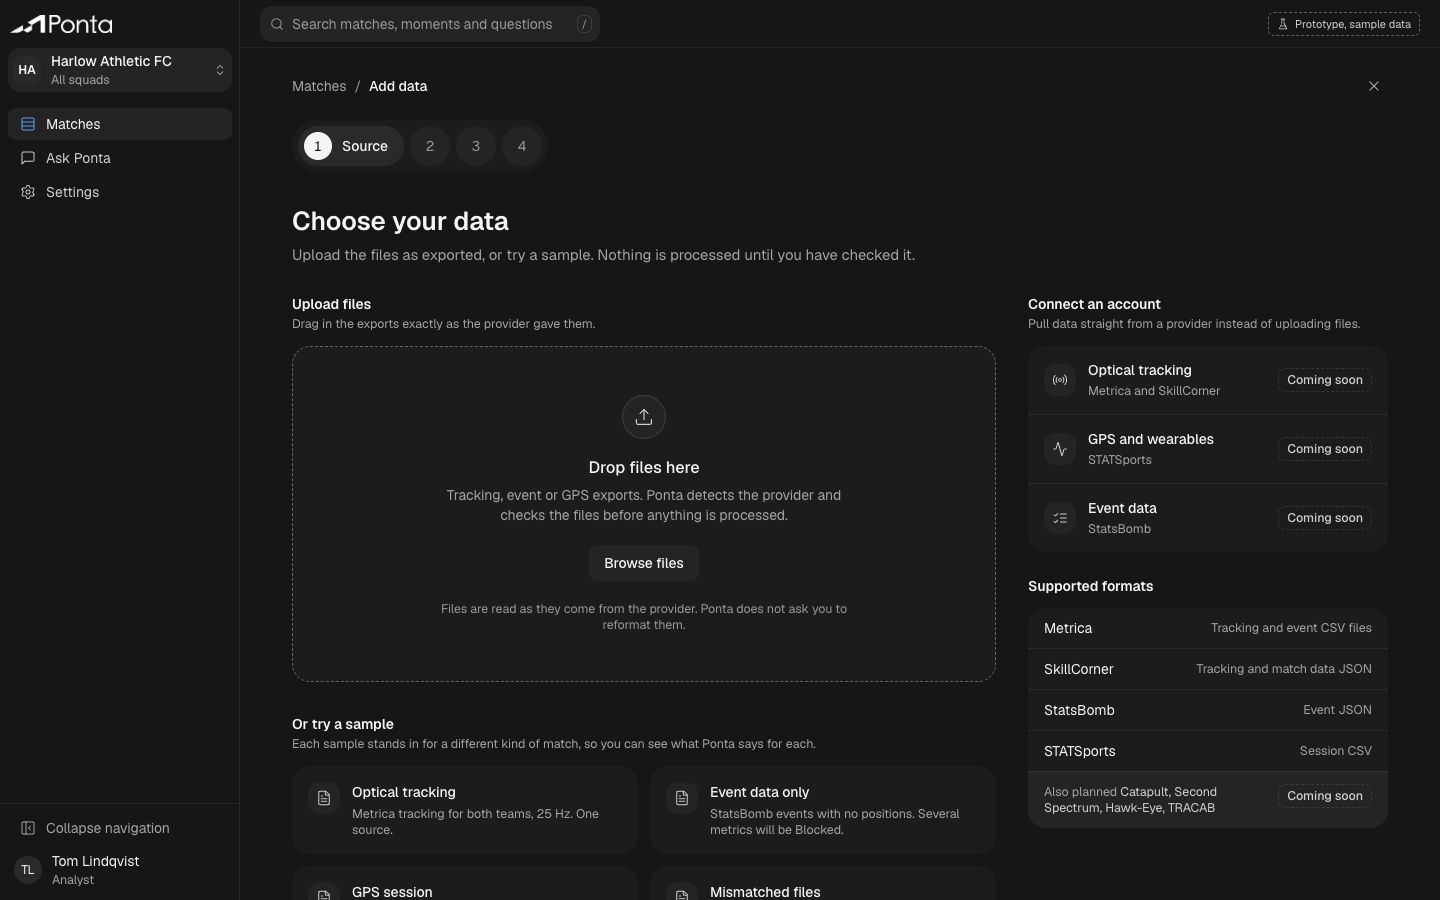 Ponta
HA
Harlow Athletic FC
All squads
Matches
Ask Ponta
Settings
Collapse navigation
TL
Tom Lindqvist
Analyst
Search matches, moments and questions
/
Prototype, sample data
Matches / Add data
1 Source 2 3 4
Choose your data
Upload the files as exported, or try a sample. Nothing is processed until you have checked it.
Upload files
Drag in the exports exactly as the provider gave them.
Drop files here
Tracking, event or GPS exports. Ponta detects the provider and
checks the files before anything is processed.
Browse files
Files are read as they come from the provider. Ponta does not ask you to
reformat them.
Or try a sample
Each sample stands in for a different kind of match, so you can see what Ponta says for each.
Optical tracking
Metrica tracking for both teams, 25 Hz. One
source.
Event data only
StatsBomb events with no positions. Several
metrics will be Blocked.
GPS session
Mismatched files
Connect an account
Pull data straight from a provider instead of uploading files.
Optical tracking
Metrica and SkillCorner
Coming soon
GPS and wearables
STATSports
Coming soon
Event data
StatsBomb
Coming soon
Supported formats
Metrica Tracking and event CSV files
SkillCorner Tracking and match data JSON
StatsBomb Event JSON
STATSports Session CSV
Also planned Catapult, Second
Spectrum, Hawk-Eye, TRACAB
Coming soon